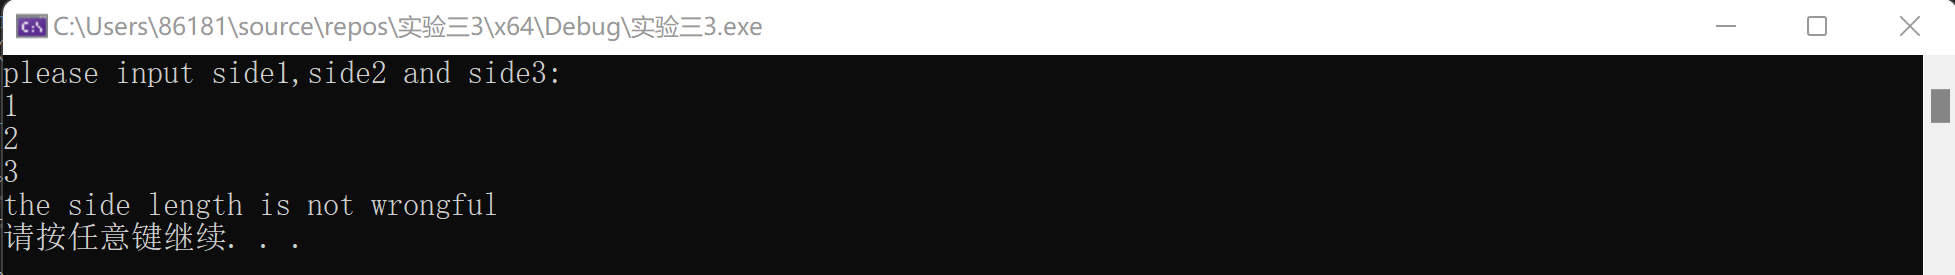 C:\Users\86181\source\repos\实验三3\x64\Debug\实验三3.exe
please input side1,side2 and side3:
1
2
3
the side length is not wrongful
请按任意键继续. . .